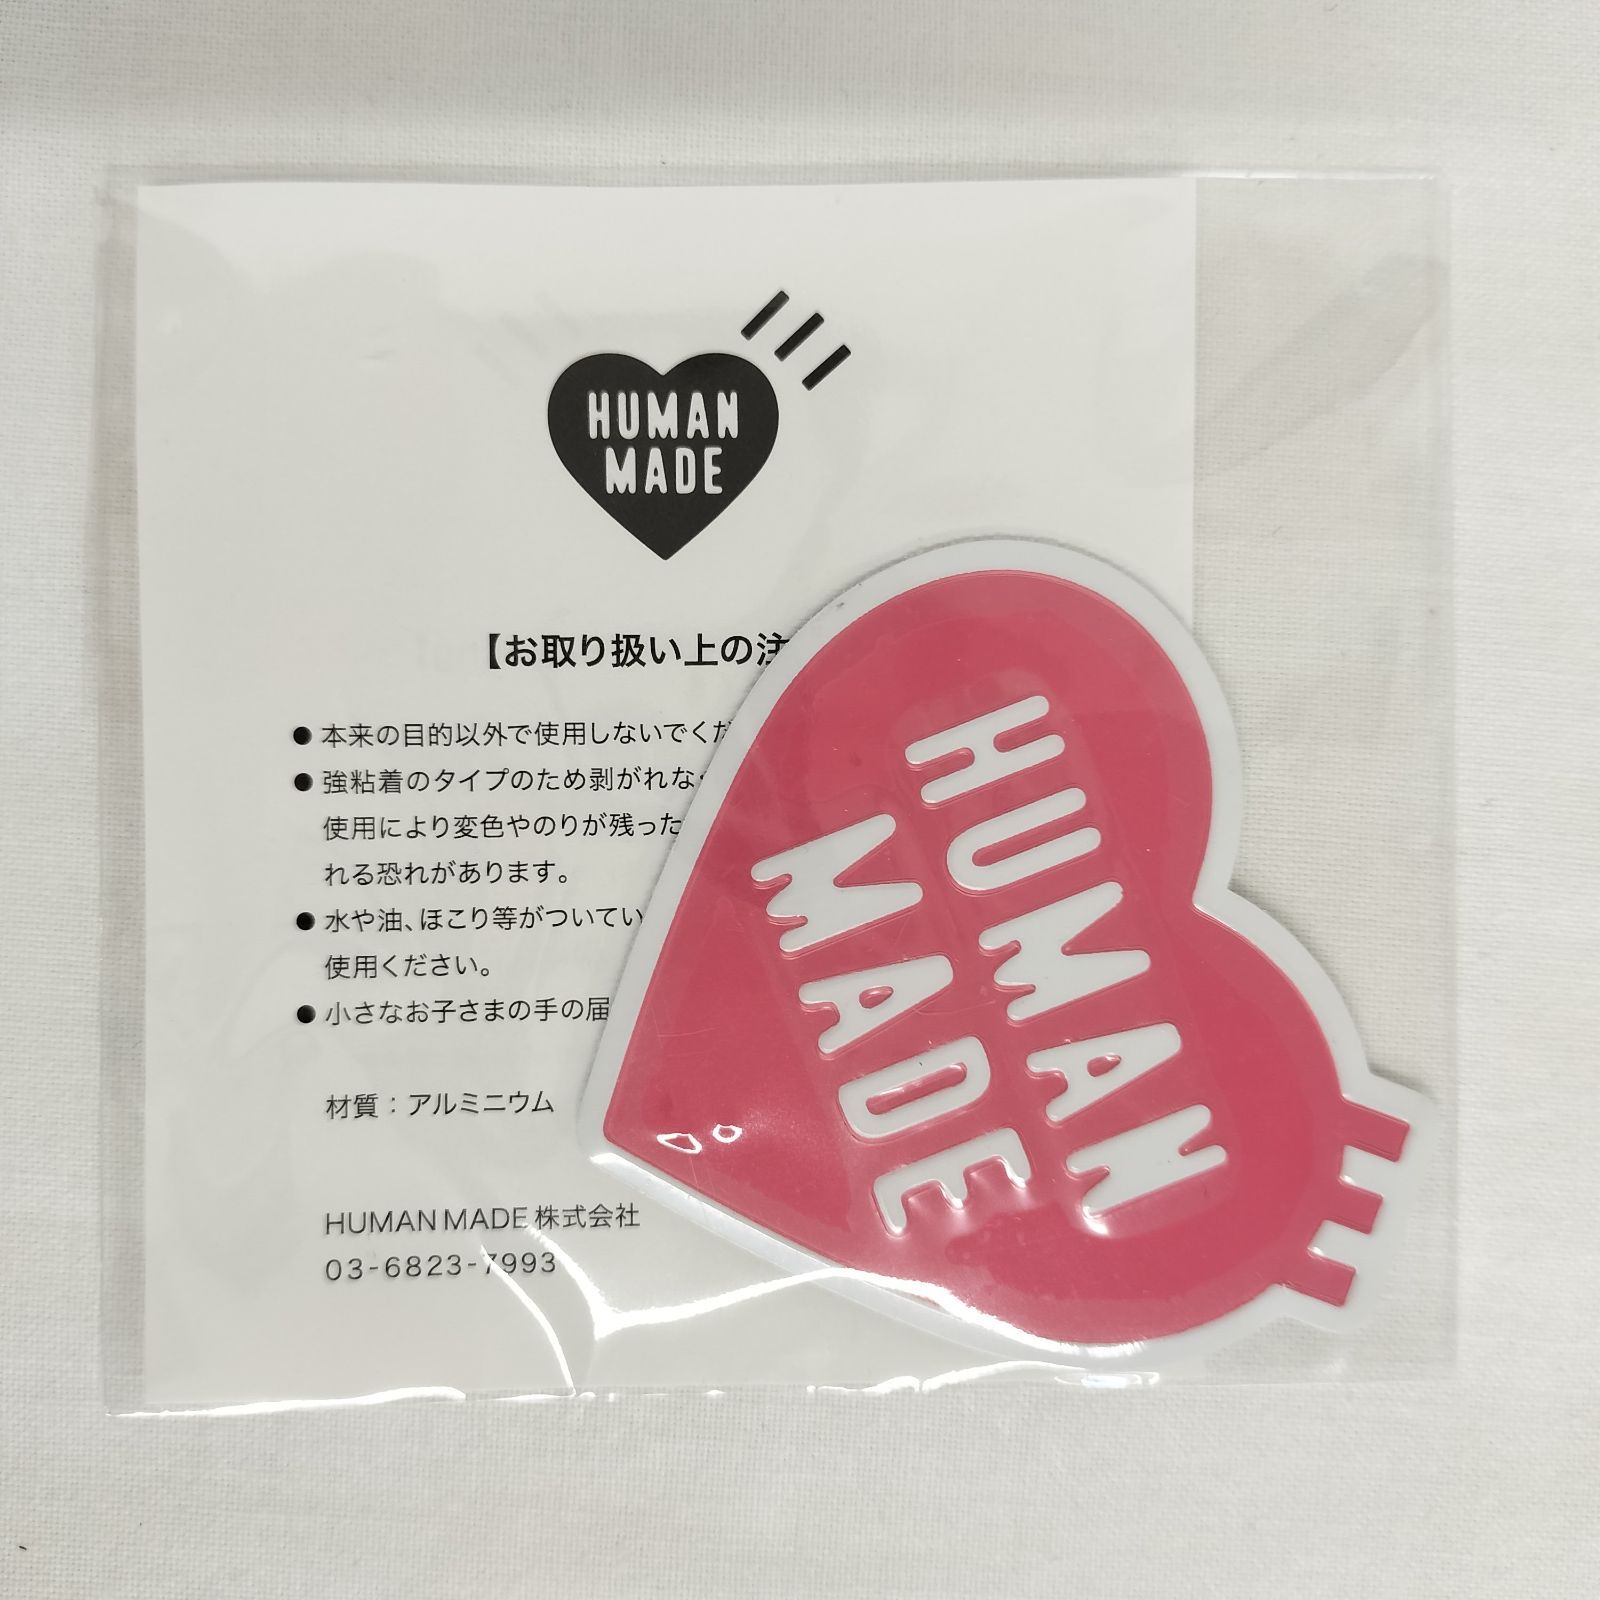 HUMAN
MADE
【お取り扱い上の注
● 本来の目的以外で使用しないでくだ
● 強粘着のタイプのため剥がれな
使用により変色やのりが残った
れる恐れがあります。
● 水や油、ほこり等がついてい
使用ください。
● 小さなお子さまの手の届
材質：アルミニウム
HUMAN MADE 株式会社
03-6823-7993
HUMAN
MADE